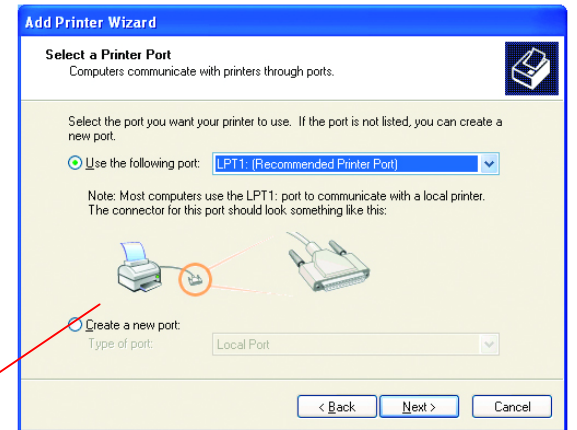 Add Printer Wizard
Select a Printer Port
Computers communicate with printers through ports.
Select the port you want your printer to use. If the port is not listed, you can create a
new port.
Use the following port: LPT1: (Recommended Printer Port)
Note: Most computers use the LPT1: port to communicate with a local printer.
The connector for this port should look something like this:
Create a new port:
Type of port: Local Port
< Back Next > Cancel